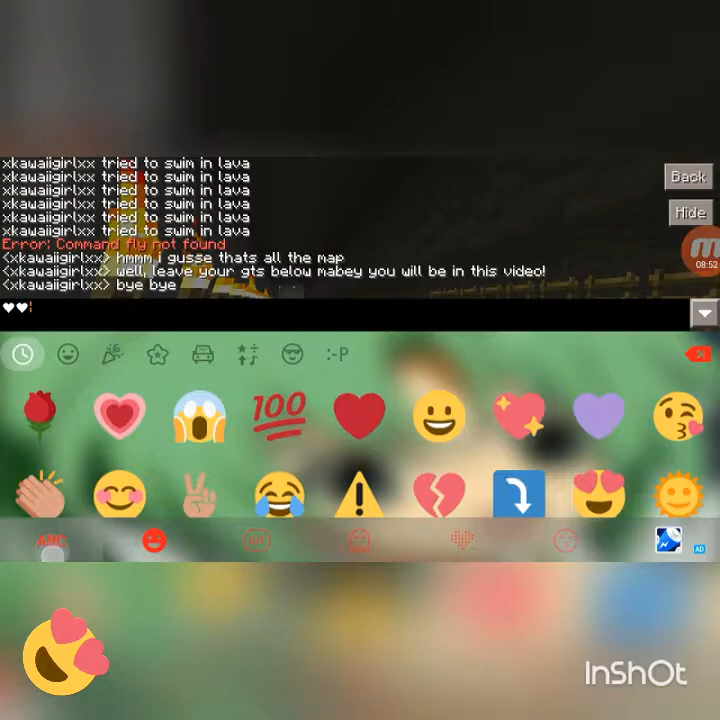 xkawaiigirlxx tried to swim in lava
xkawaiigirlxx tried to swim in lava
xkawaiigirlxx tried to swim in lava
xkawaiigirlxx tried to swim in lava
xkawaiigirlxx tried to swim in lava
xkawaiigirlxx tried to swim in lava
Back
Hide
Error: Command fly not found
<xkawaiigirlxx> hmmm i gusse thats all the map
<xkawaiigirlxx> well, leave your gts below mabey you will be in this video!
08:52
<xkawaiigirlxx> bye bye
♥♥
:-P
100
ABC
GIF
AD
InShOt